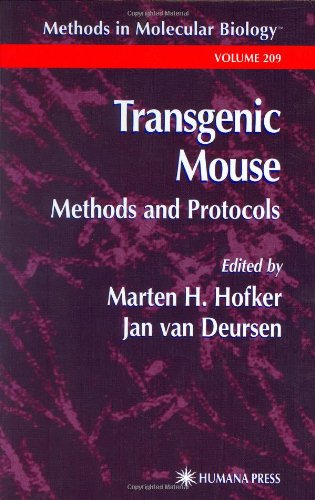 Methods in Molecular Biology™
VOLUME 209
Transgenic
Mouse
Methods and Protocols
Edited by
Marten H. Hofker
Jan van Deursen
HUMANA PRESS